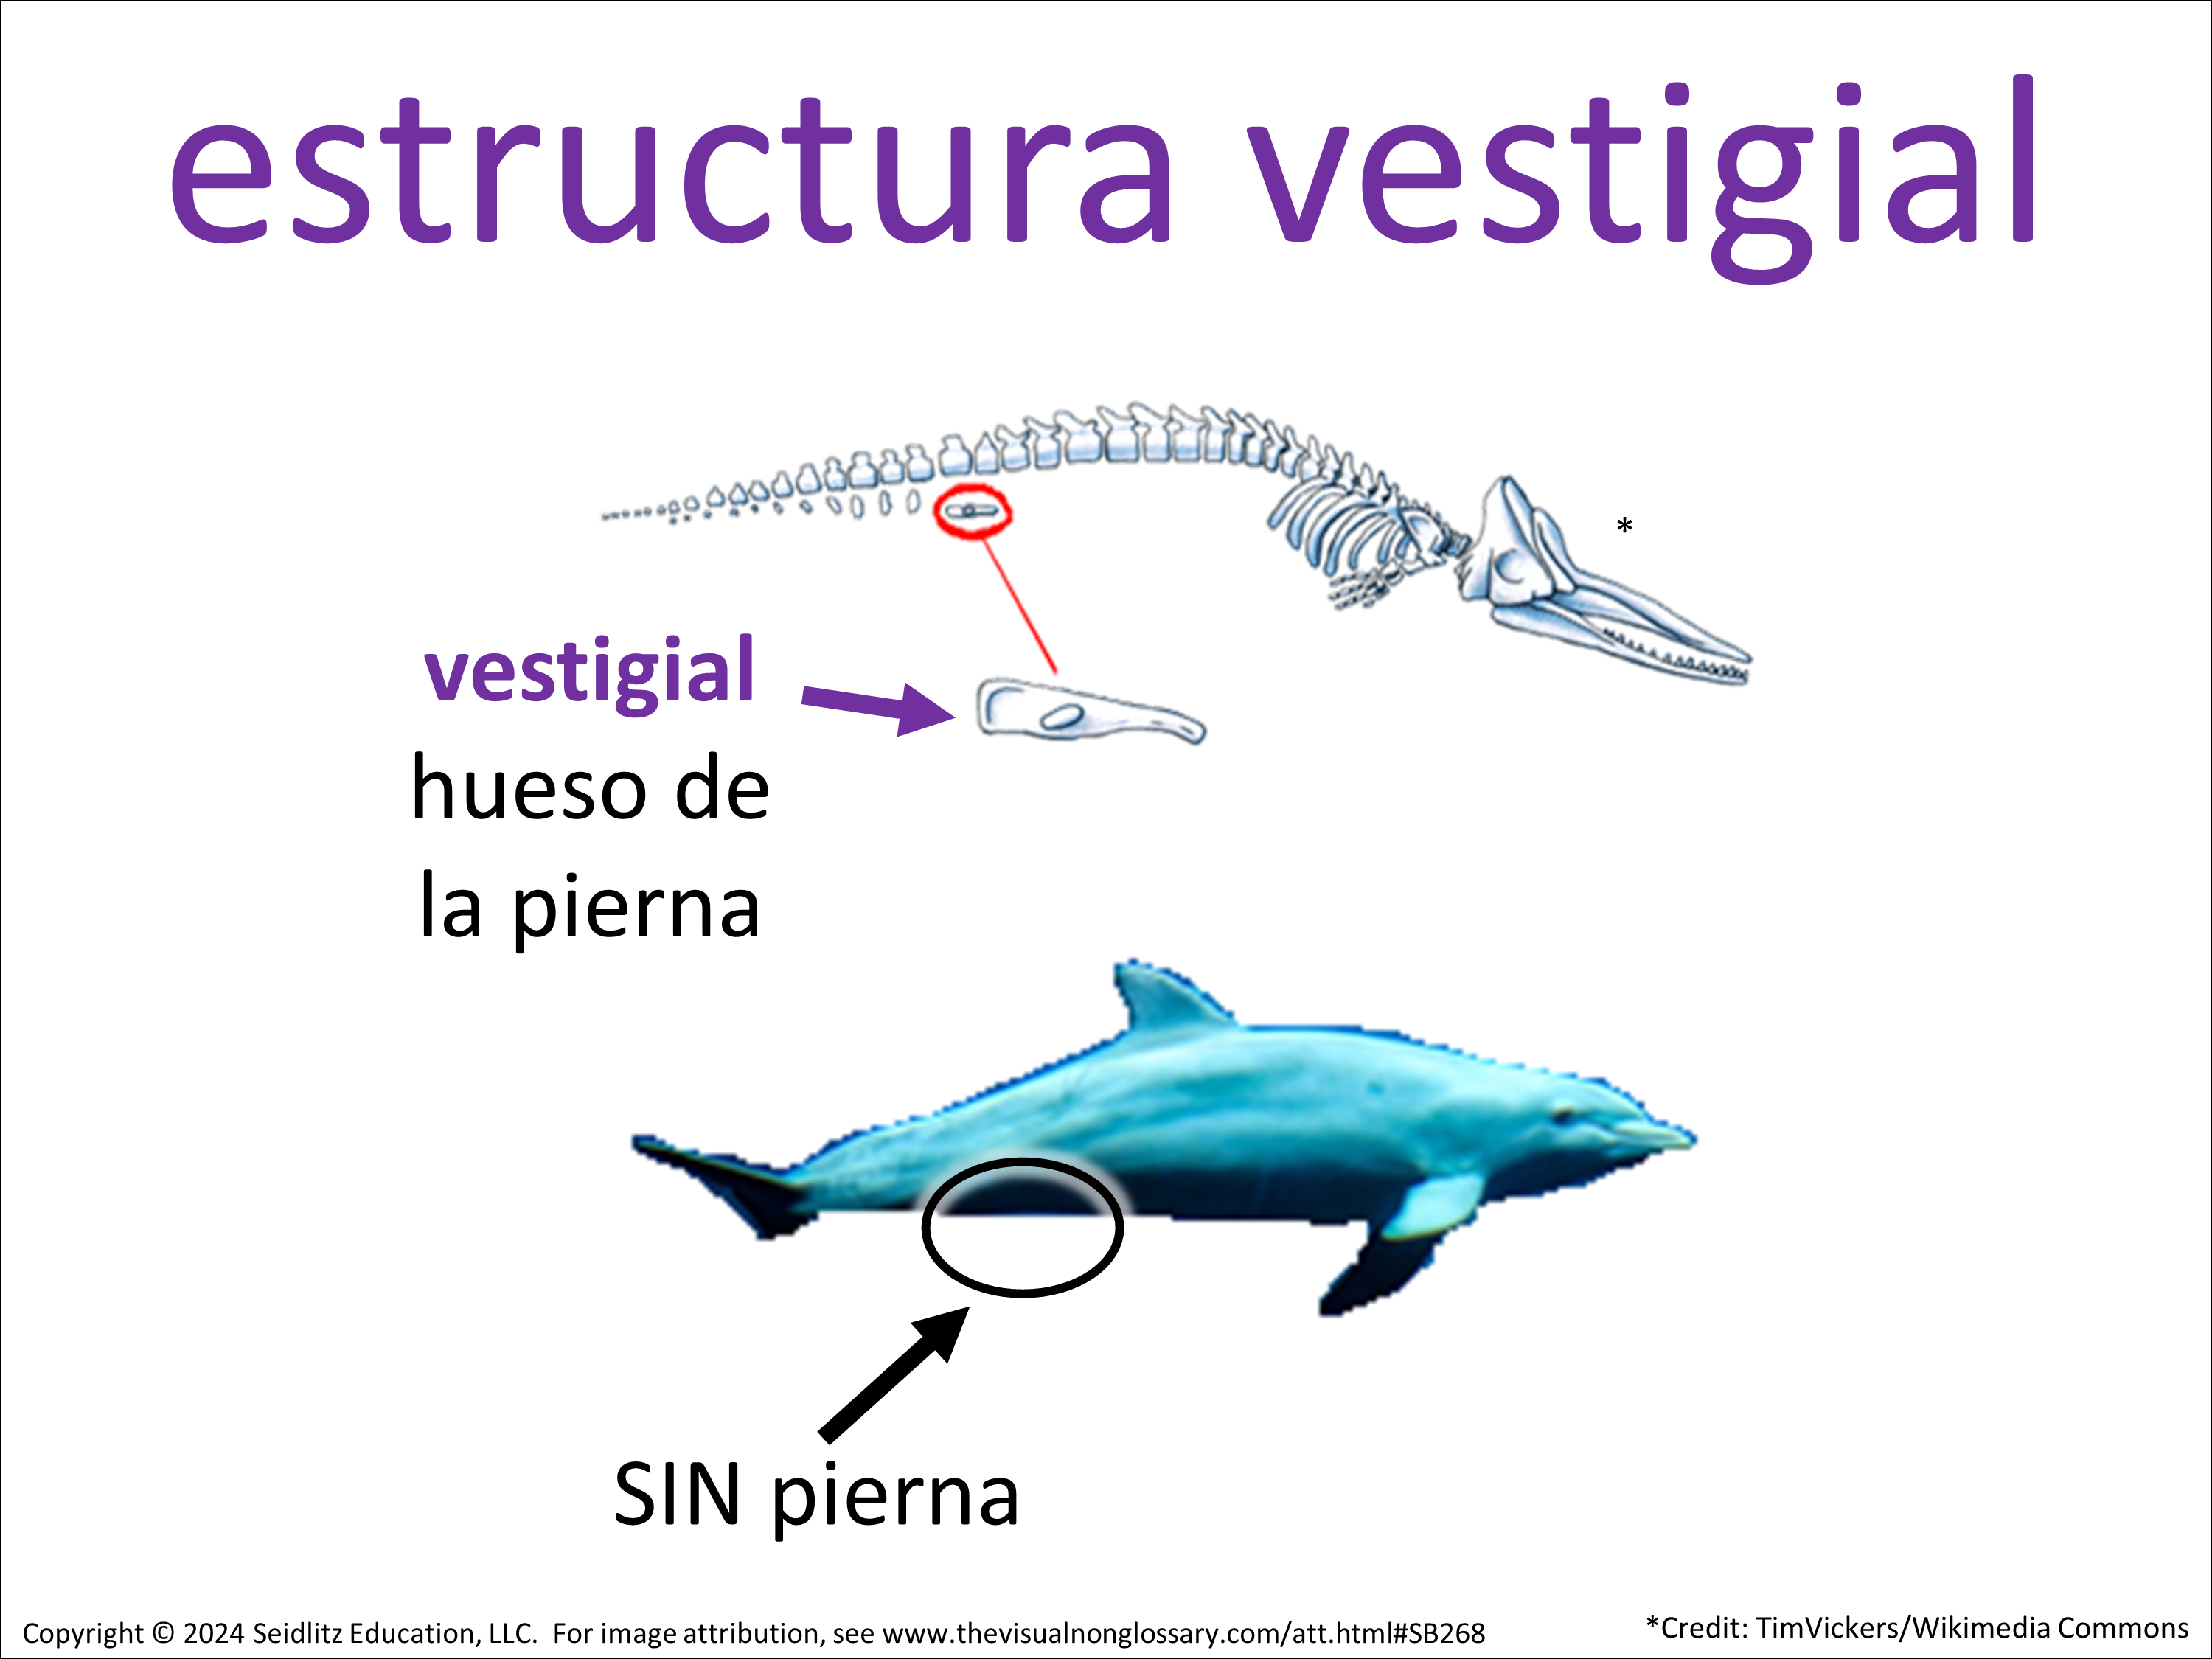 estructura vestigial
*
vestigial
hueso de
la pierna
SIN pierna
Copyright © 2024 Seidlitz Education, LLC.  For image attribution, see www.thevisualnonglossary.com/att.html#SB268
*Credit: TimVickers/Wikimedia Commons